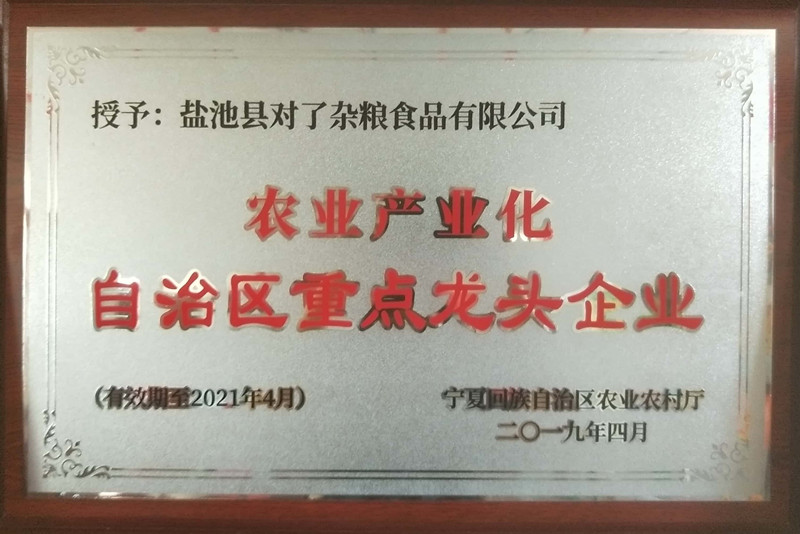 授予：盐池县对了杂粮食品有限公司
农业产业化
自治区重点龙头企业
（有效期至2021年4月）
宁夏回族自治区农业农村厅
二〇一九年四月